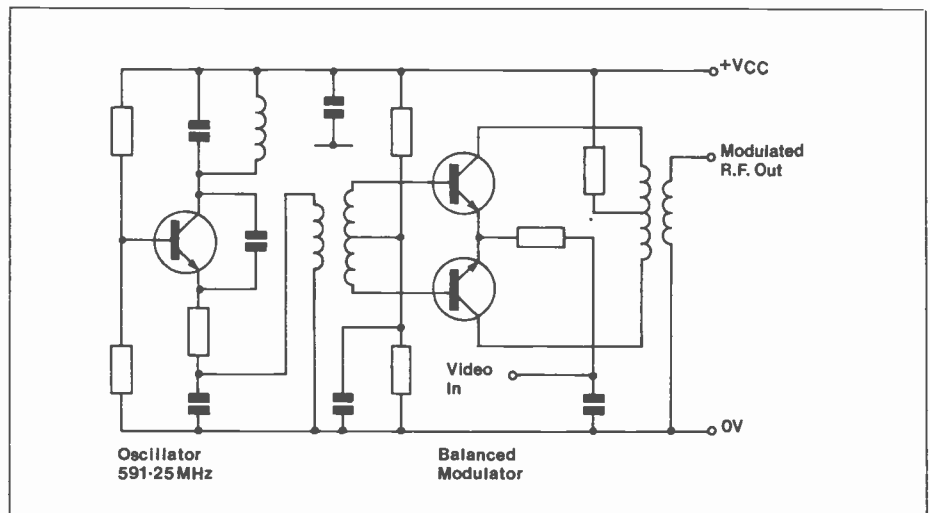 +VCC
Modulated
R.F. Out
Video
In
0V
Oscillator
591·25MHz
Balanced
Modulator